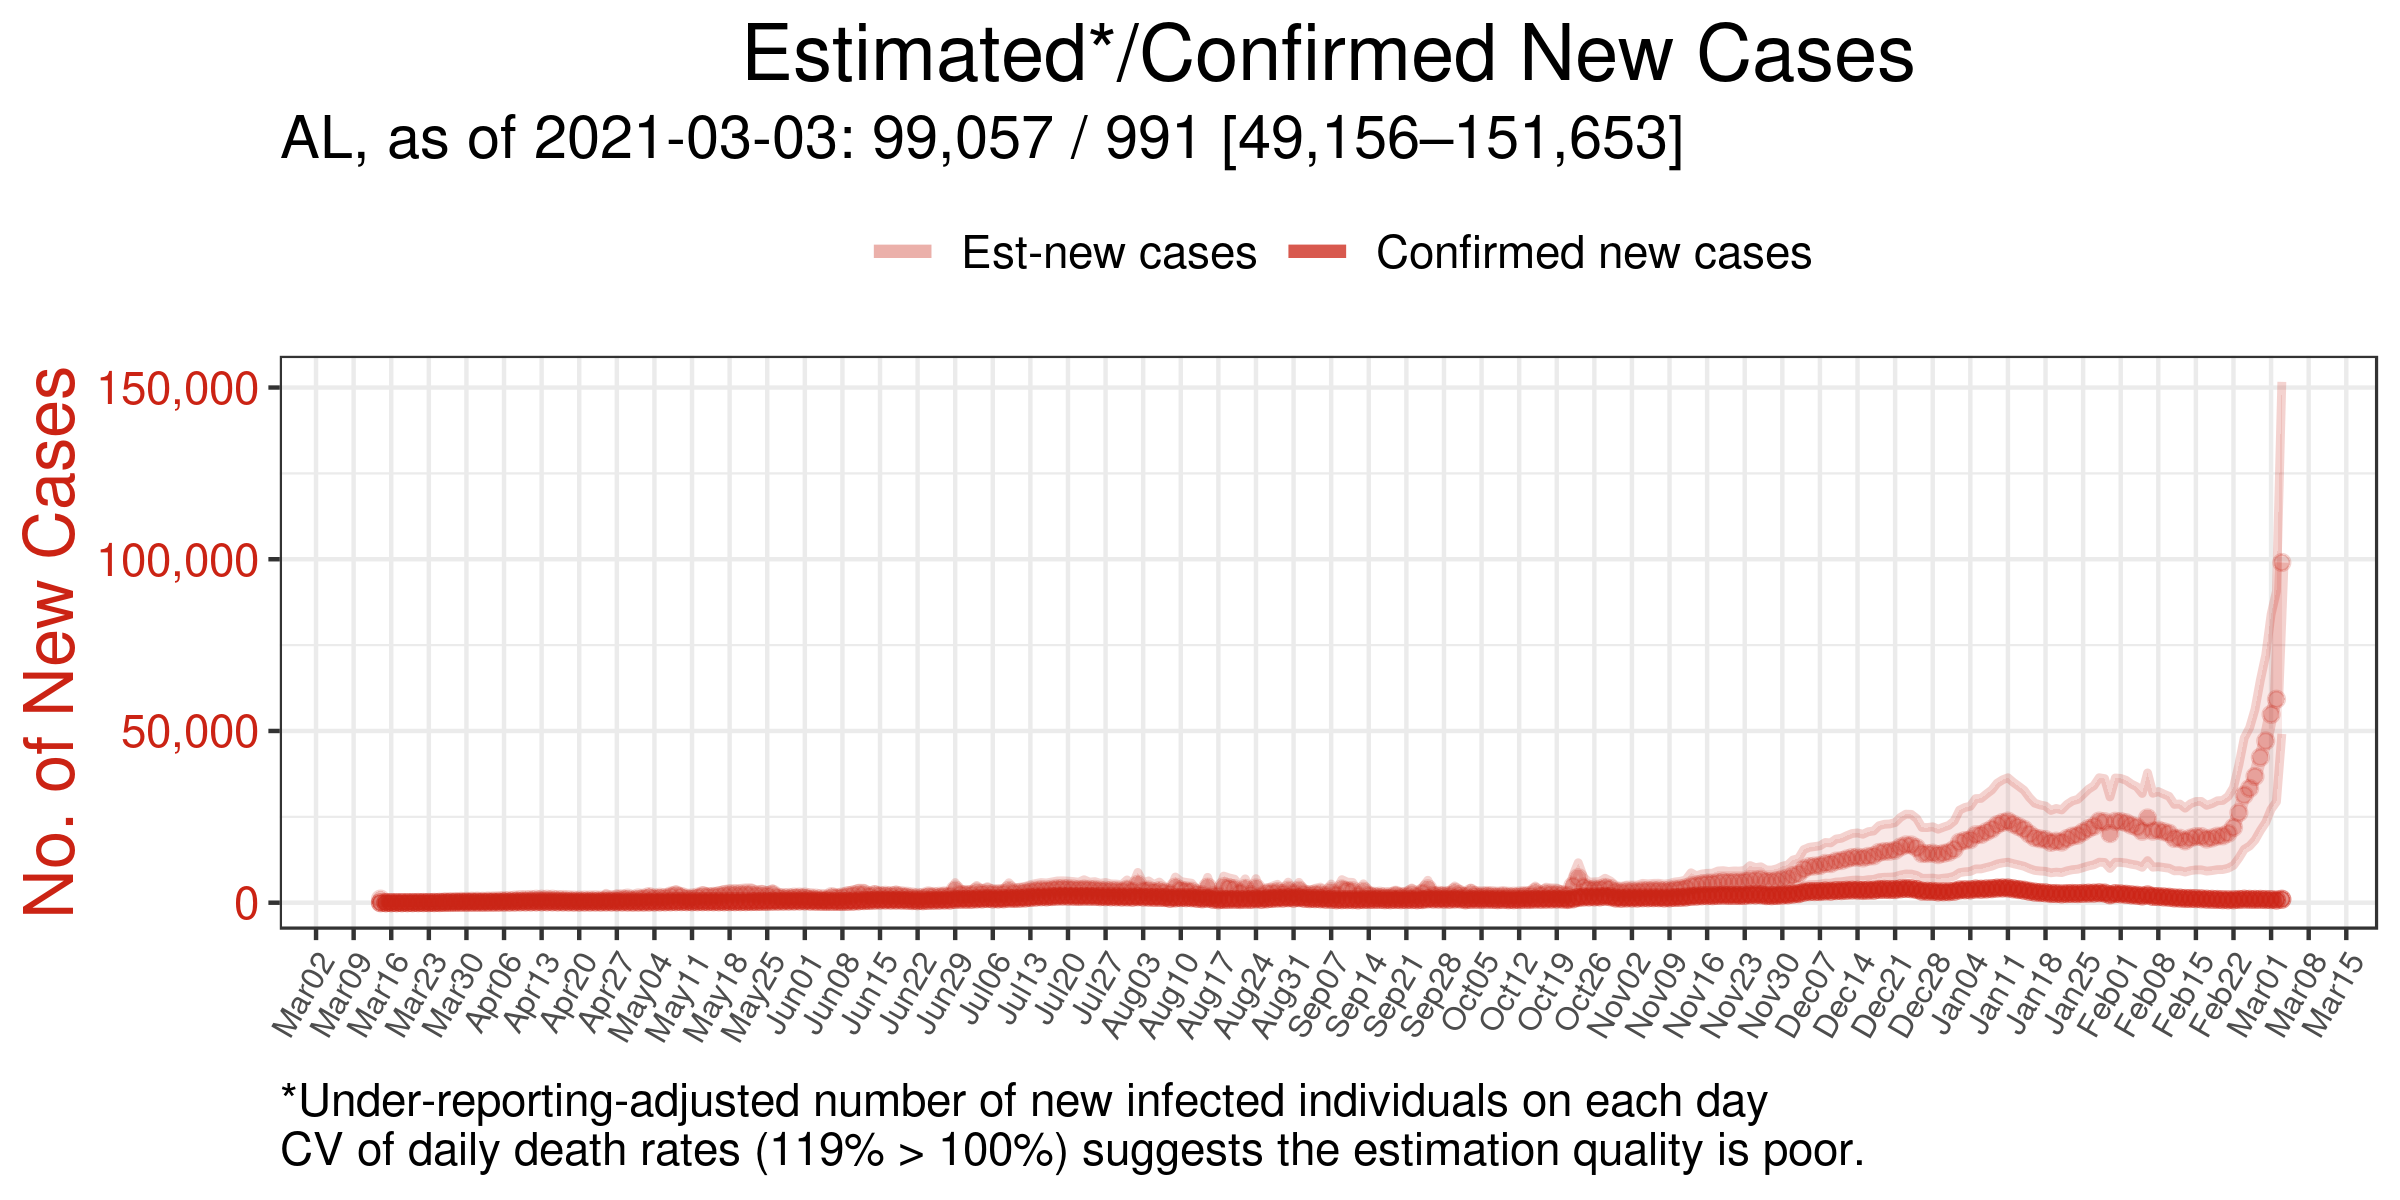 Estimated*/Confirmed New Cases
AL, as of 2021-03-03: 99,057 / 991 [49,156–151,653]
Est-new cases
Confirmed new cases
No. of New Cases
150,000
100,000
50,000
0
Mar02
Mar09
Mar16
Mar23
Mar30
Apr06
Apr13
Apr20
Apr27
May04
May11
May18
May25
Jun01
Jun08
Jun15
Jun22
Jun29
Jul06
Jul13
Jul20
Jul27
Aug03
Aug10
Aug17
Aug24
Aug31
Sep07
Sep14
Sep21
Sep28
Oct05
Oct12
Oct19
Oct26
Nov02
Nov09
Nov16
Nov23
Nov30
Dec07
Dec14
Dec21
Dec28
Jan04
Jan11
Jan18
Jan25
Feb01
Feb08
Feb15
Feb22
Mar01
Mar08
Mar15
*Under-reporting-adjusted number of new infected individuals on each day
CV of daily death rates (119% > 100%) suggests the estimation quality is poor.